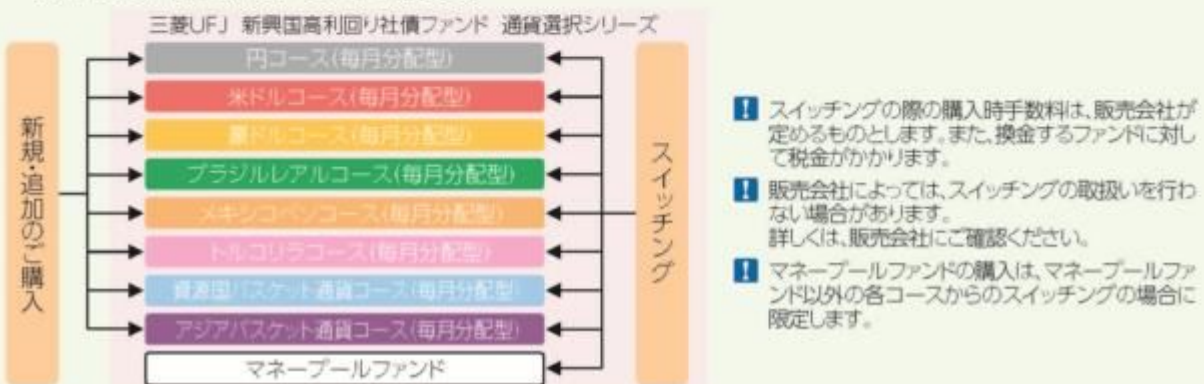 三菱UFJ 新興国高利回り社債ファンド 通貨選択シリーズ
新規・追加のご購入
円コース(毎月分配型)
米ドルコース(毎月分配型)
豪ドルコース(毎月分配型)
ブラジルレアルコース(毎月分配型)
メキシコペソコース(毎月分配型)
トルコリラコース(毎月分配型)
資源国バスケット通貨コース(毎月分配型)
アジアバスケット通貨コース(毎月分配型)
マネープールファンド
スイッチング
! スイッチングの際の購入時手数料は、販売会社が
定めるものとします。また、換金するファンドに対し
て税金がかかります。
! 販売会社によっては、スイッチングの取扱いを行わ
ない場合があります。
詳しくは、販売会社にご確認ください。
! マネープールファンドの購入は、マネープールファ
ンド以外の各コースからのスイッチングの場合に
限定します。